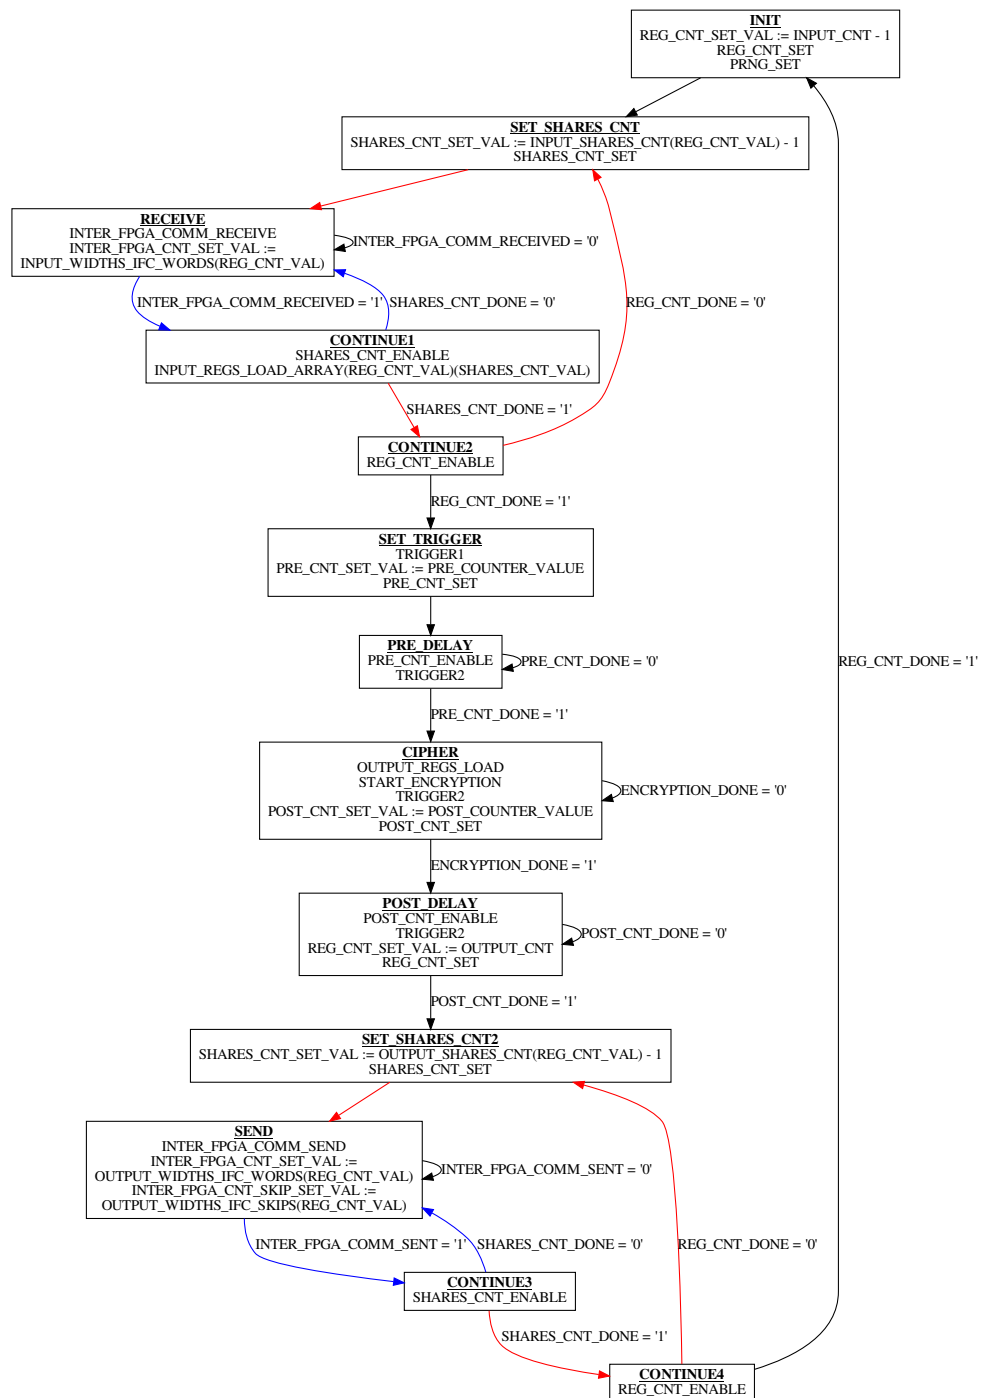 INIT
REG_CNT_SET_VAL := INPUT_CNT - 1
REG_CNT_SET
PRNG_SET
SET_SHARES_CNT
SHARES_CNT_SET_VAL := INPUT_SHARES_CNT(REG_CNT_VAL) - 1
SHARES_CNT_SET
RECEIVE
INTER_FPGA_COMM_RECEIVE
INTER_FPGA_CNT_SET_VAL :=
INPUT_WIDTHS_IFC_WORDS(REG_CNT_VAL)
INTER_FPGA_COMM_RECEIVED = '0'
INTER_FPGA_COMM_RECEIVED = '1'
SHARES_CNT_DONE = '0'
REG_CNT_DONE = '0'
CONTINUE1
SHARES_CNT_ENABLE
INPUT_REGS_LOAD_ARRAY(REG_CNT_VAL)(SHARES_CNT_VAL)
SHARES_CNT_DONE = '1'
CONTINUE2
REG_CNT_ENABLE
REG_CNT_DONE = '1'
SET_TRIGGER
TRIGGER1
PRE_CNT_SET_VAL := PRE_COUNTER_VALUE
PRE_CNT_SET
PRE_DELAY
PRE_CNT_ENABLE
TRIGGER2
PRE_CNT_DONE = '0'
REG_CNT_DONE = '1'
PRE_CNT_DONE = '1'
CIPHER
OUTPUT_REGS_LOAD
START_ENCRYPTION
TRIGGER2
POST_CNT_SET_VAL := POST_COUNTER_VALUE
POST_CNT_SET
ENCRYPTION_DONE = '0'
ENCRYPTION_DONE = '1'
POST_DELAY
POST_CNT_ENABLE
TRIGGER2
REG_CNT_SET_VAL := OUTPUT_CNT
REG_CNT_SET
POST_CNT_DONE = '0'
POST_CNT_DONE = '1'
SET_SHARES_CNT2
SHARES_CNT_SET_VAL := OUTPUT_SHARES_CNT(REG_CNT_VAL) - 1
SHARES_CNT_SET
SEND
INTER_FPGA_COMM_SEND
INTER_FPGA_CNT_SET_VAL :=
OUTPUT_WIDTHS_IFC_WORDS(REG_CNT_VAL)
INTER_FPGA_CNT_SKIP_SET_VAL :=
OUTPUT_WIDTHS_IFC_SKIPS(REG_CNT_VAL)
INTER_FPGA_COMM_SENT = '0'
INTER_FPGA_COMM_SENT = '1'
SHARES_CNT_DONE = '0'
REG_CNT_DONE = '0'
CONTINUE3
SHARES_CNT_ENABLE
SHARES_CNT_DONE = '1'
CONTINUE4
REG_CNT_ENABLE